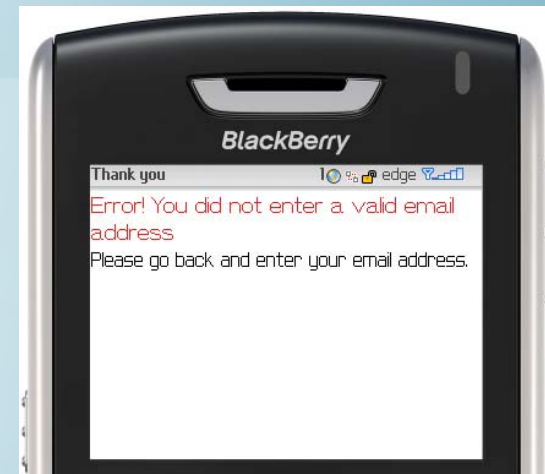 BlackBerry
Thank you 1 edge
Error! You did not enter a valid email
address
Please go back and enter your email address.